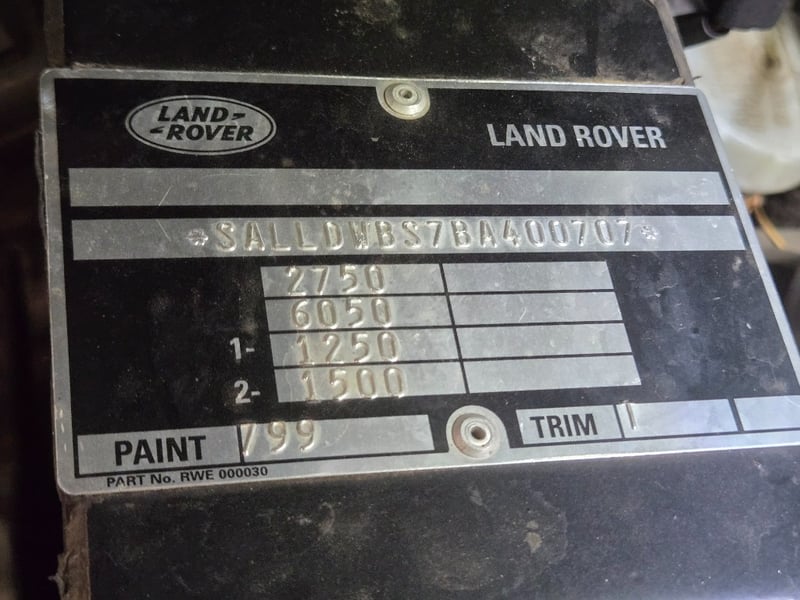 LAND
ROVER
LAND ROVER
*SALLDWBS7BA400707*
2750
6050
1- 1250
2- 1500
PAINT 799 TRIM
PART No. RWE 000030